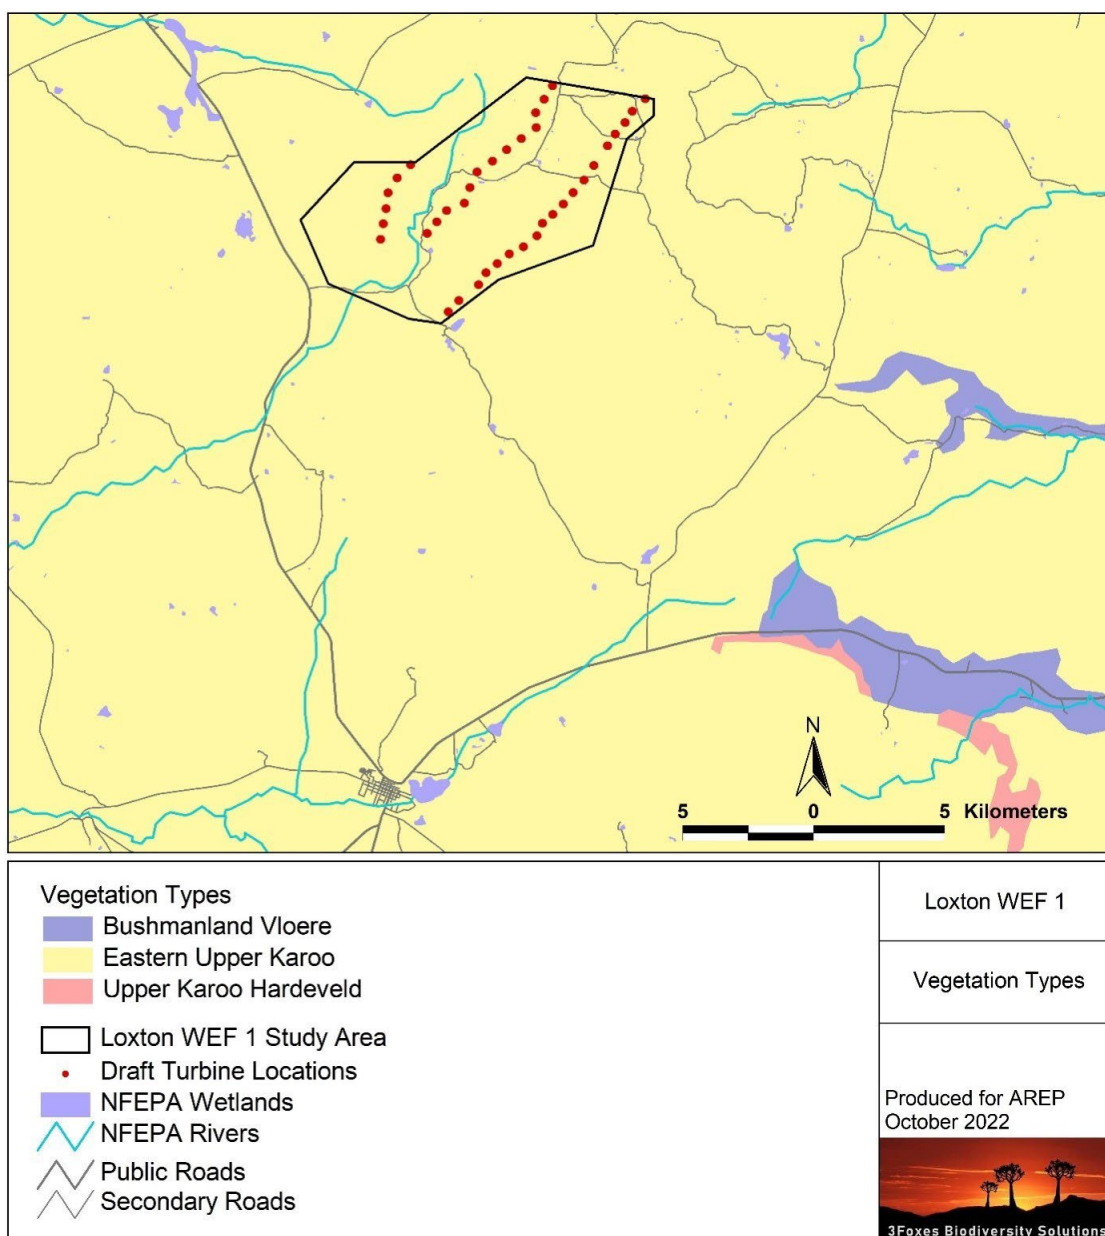 N
5 0 5 Kilometers
Vegetation Types
Bushmanland Vloere
Eastern Upper Karoo
Upper Karoo Hardeveld
Loxton WEF 1 Study Area
Draft Turbine Locations
NFEPA Wetlands
NFEPA Rivers
Public Roads
Secondary Roads
Loxton WEF 1
Vegetation Types
Produced for AREP
October 2022
3Foxes Biodiversity Solutions